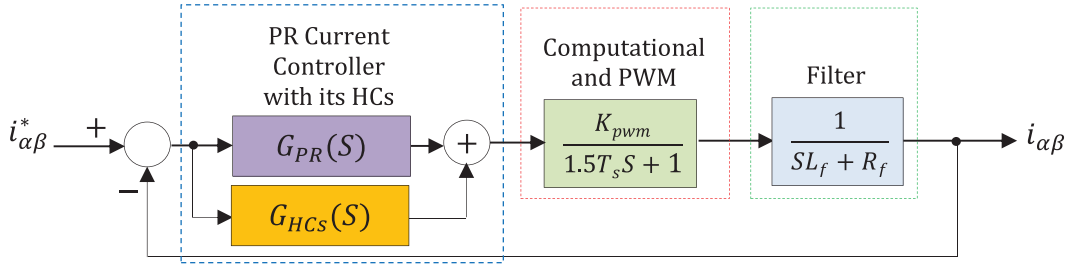 PR Current
Controller
with its HCs
Computational
and PWM
Filter
i*αβ
+
−
G_PR(S)
+
K_pwm
1.5T_sS + 1
1
SL_f + R_f
i_αβ
G_HCs(S)